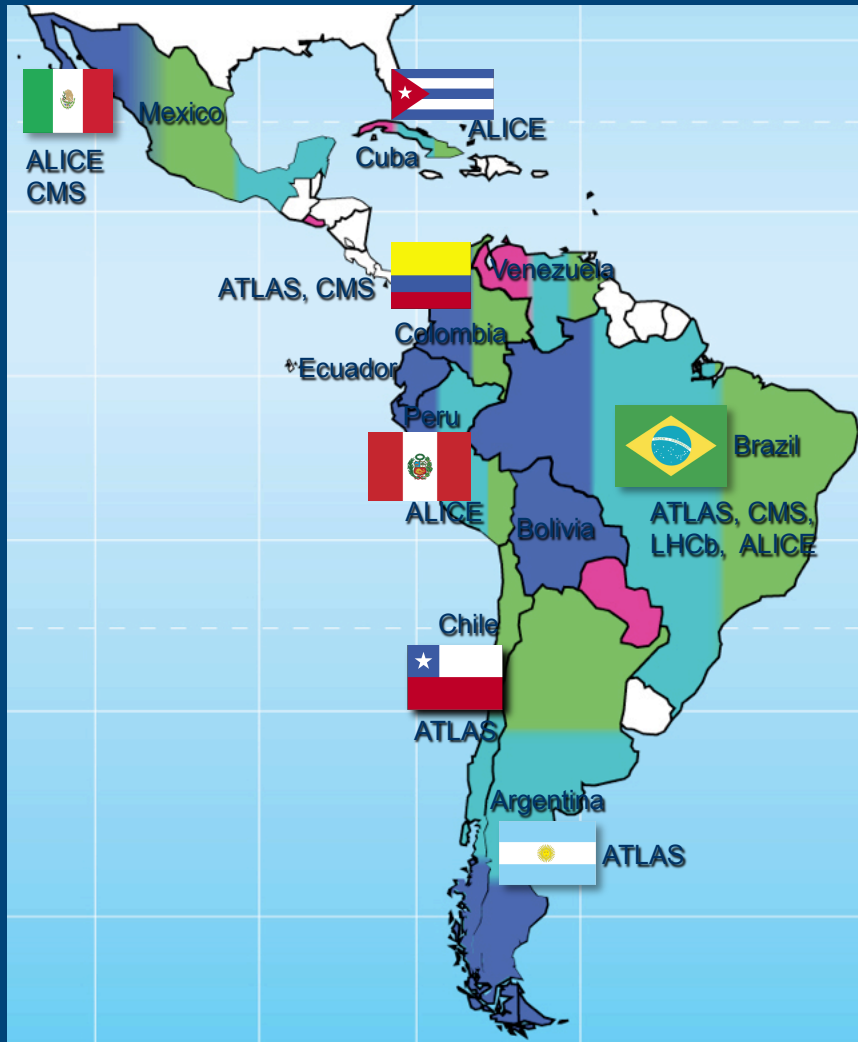 Mexico
ALICE
CMS
ALICE
Cuba
Venezuela
ATLAS, CMS
Colombia
Ecuador
Peru
ALICE
Brazil
ATLAS, CMS,
LHCb, ALICE
Bolivia
Chile
ATLAS
Argentina
ATLAS